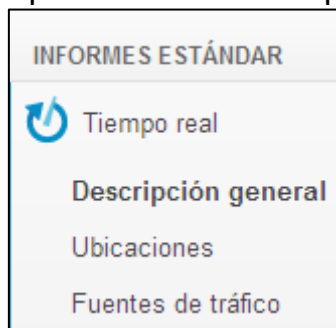 INFORMES ESTÁNDAR
Tiempo real
Descripción general
Ubicaciones
Fuentes de tráfico